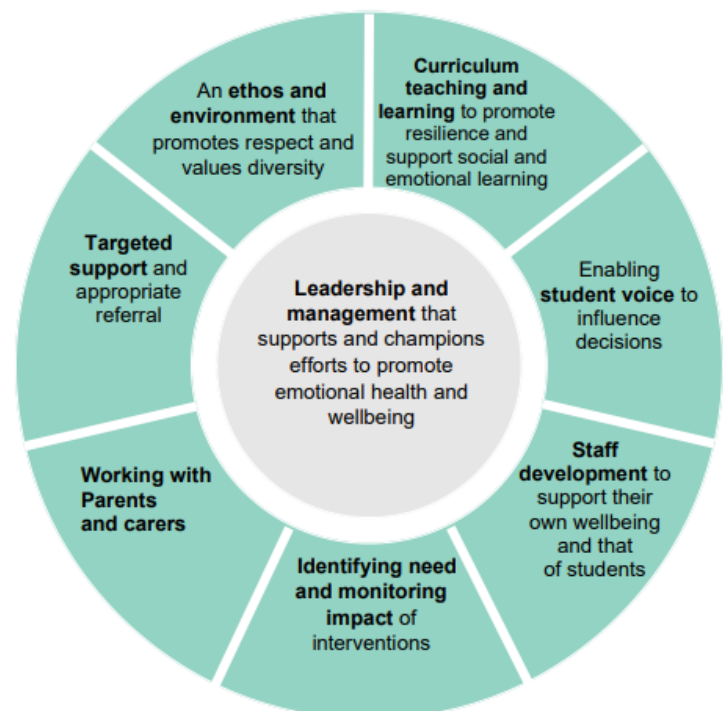 An ethos and
environment that
promotes respect and
values diversity
Curriculum
teaching and
learning to promote
resilience and
support social and
emotional learning
Enabling
student voice to
influence
decisions
Staff
development to
support their
own wellbeing
and that
of students
Identifying need
and monitoring
impact of
interventions
Working with
Parents
and carers
Targeted
support and
appropriate
referral
Leadership and
management that
supports and champions
efforts to promote
emotional health and
wellbeing